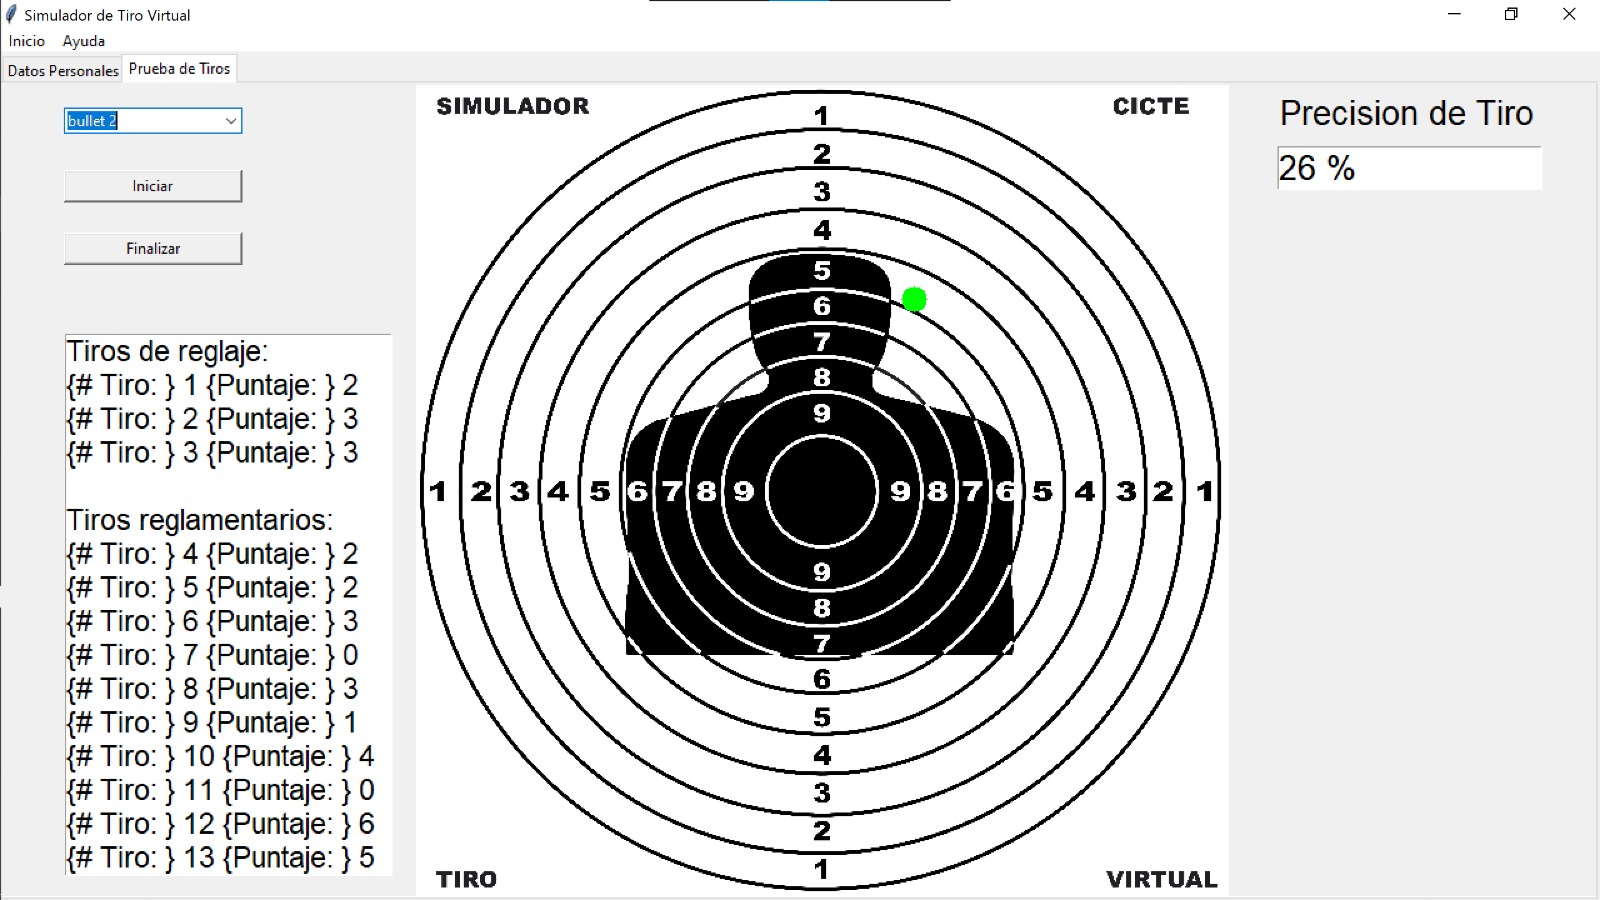 Simulador de Tiro Virtual
Inicio Ayuda
Datos Personales Prueba de Tiros
bullet 2
Iniciar
Finalizar
Tiros de reglaje:
{# Tiro: } 1 {Puntaje: } 2
{# Tiro: } 2 {Puntaje: } 3
{# Tiro: } 3 {Puntaje: } 3
Tiros reglamentarios:
{# Tiro: } 4 {Puntaje: } 2
{# Tiro: } 5 {Puntaje: } 2
{# Tiro: } 6 {Puntaje: } 3
{# Tiro: } 7 {Puntaje: } 0
{# Tiro: } 8 {Puntaje: } 3
{# Tiro: } 9 {Puntaje: } 1
{# Tiro: } 10 {Puntaje: } 4
{# Tiro: } 11 {Puntaje: } 0
{# Tiro: } 12 {Puntaje: } 6
{# Tiro: } 13 {Puntaje: } 5
SIMULADOR CICTE
1
2
3
4
5
6
7
8
9
1 2 3 4 5 6 7 8 9 9 8 7 6 5 4 3 2 1
9
8
7
6
5
4
3
2
1
TIRO VIRTUAL
Precision de Tiro
26 %